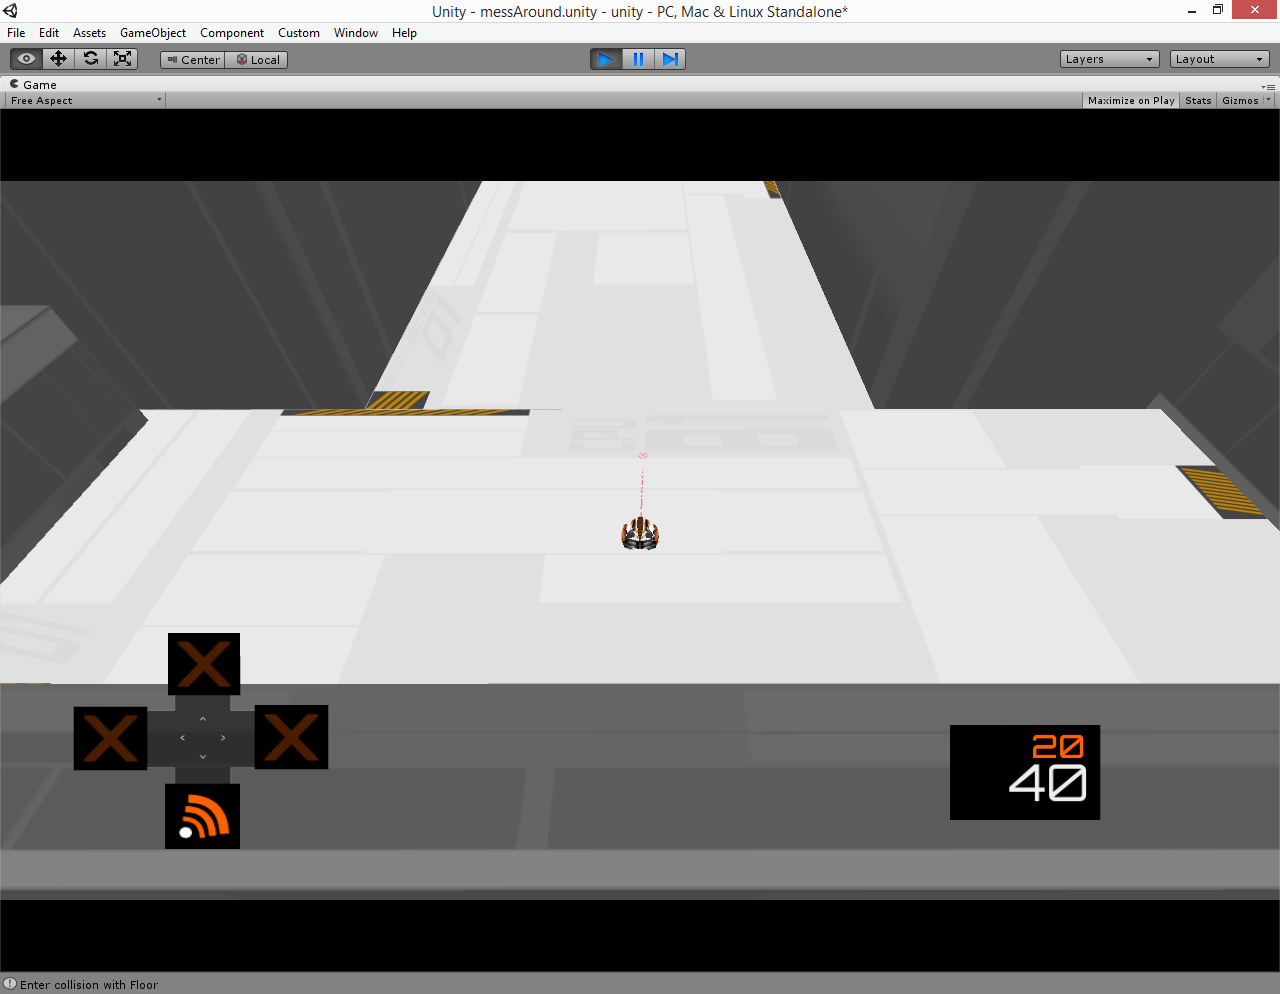 Unity - messAround.unity - unity - PC, Mac & Linux Standalone*
File Edit Assets GameObject Component Custom Window Help
Center Local Layers Layout
Game
Free Aspect Maximize on Play Stats Gizmos
01
20
40
Enter collision with Floor